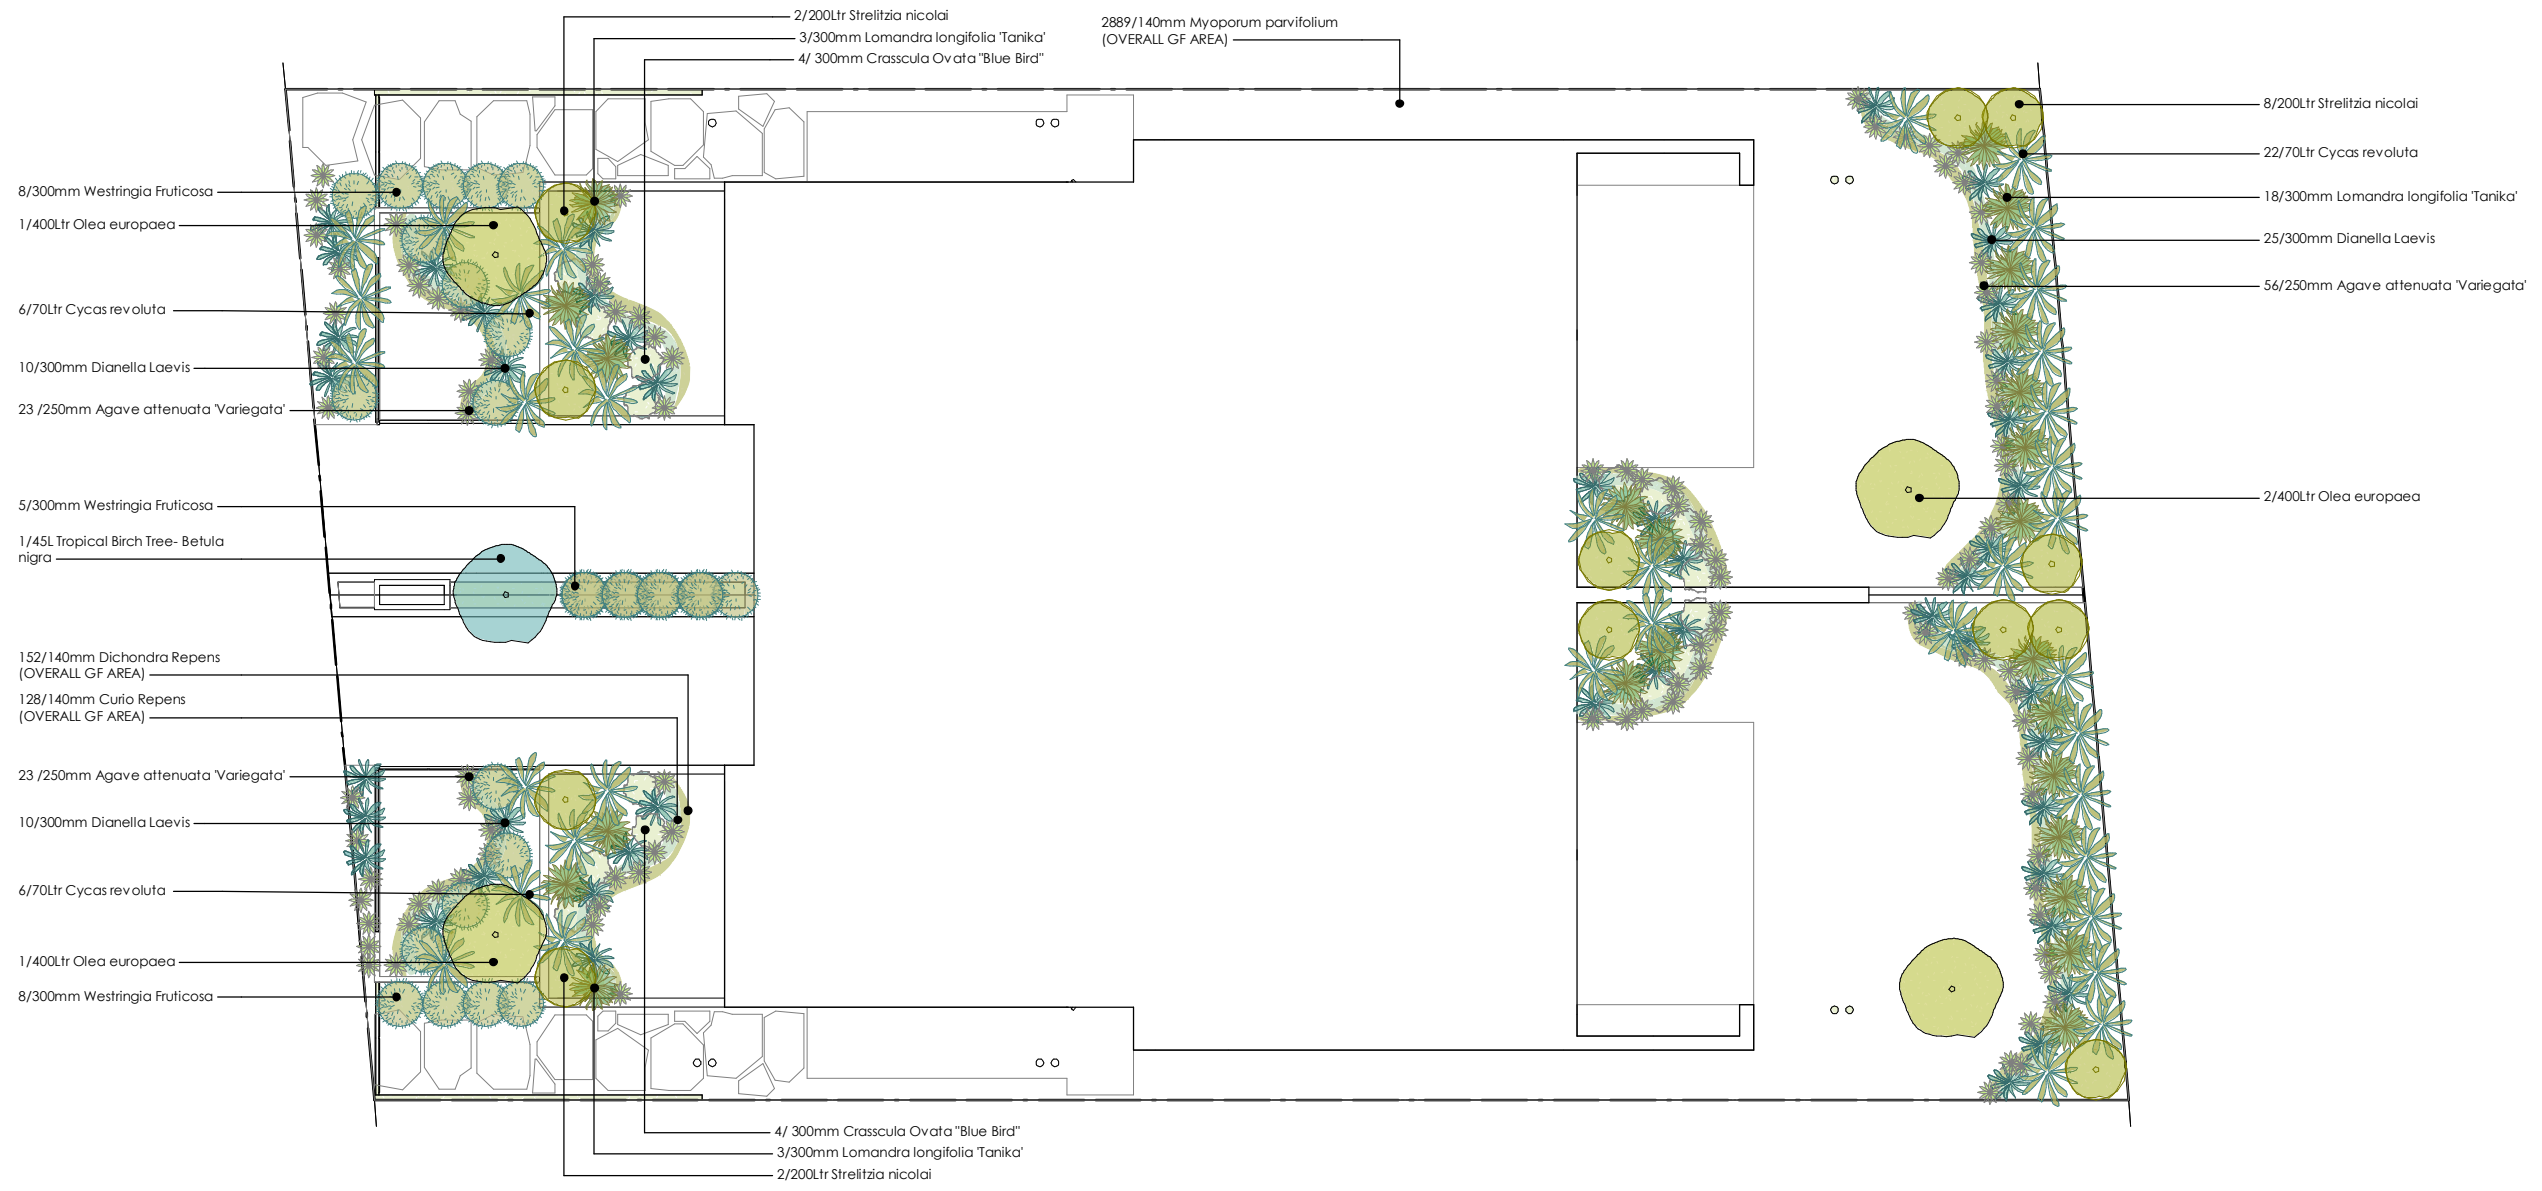 2/200Ltr Strelitzia nicolai
3/300mm Lomandra longifolia 'Tanika'
4/ 300mm Crasscula Ovata "Blue Bird"
2889/140mm Myoporum parvifolium
(OVERALL GF AREA)
8/300mm Westringia Fruticosa
1/400Ltr Olea europaea
6/70Ltr Cycas revoluta
10/300mm Dianella Laevis
23 /250mm Agave attenuata 'Variegata'
5/300mm Westringia Fruticosa
1/45L Tropical Birch Tree- Betula
nigra
152/140mm Dichondra Repens
(OVERALL GF AREA)
128/140mm Curio Repens
(OVERALL GF AREA)
23 /250mm Agave attenuata 'Variegata'
10/300mm Dianella Laevis
6/70Ltr Cycas revoluta
1/400Ltr Olea europaea
8/300mm Westringia Fruticosa
8/200Ltr Strelitzia nicolai
22/70Ltr Cycas revoluta
18/300mm Lomandra longifolia 'Tanika'
25/300mm Dianella Laevis
56/250mm Agave attenuata 'Variegata'
2/400Ltr Olea europaea
4/ 300mm Crasscula Ovata "Blue Bird"
3/300mm Lomandra longifolia 'Tanika'
2/200Ltr Strelitzia nicolai